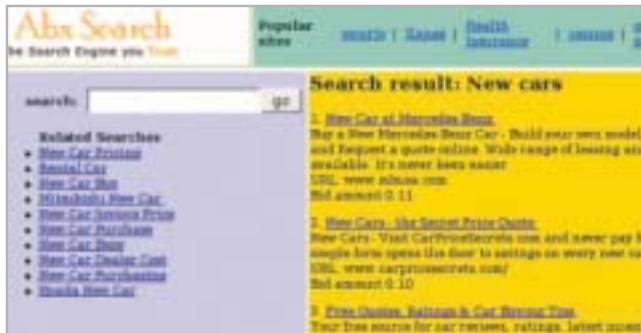 Abx Search
he Search Engine you Trust
Popular sites
sports | Games | Health Insurance | casinos |
search: go
Related Searches
New Car Pricing
Rental Car
New Car Buy
Mitsubishi New Car
New Car Invoice Price
New Car Purchase
New Car
New Car Dealer Cost
New Car Purchasing
Honda New Car
Search result: New cars
1. New Car at Mercedes-Benz
Buy a New Mercedes-Benz Car - Build your own model
and Request a quote online. Wide range of leasing an
available. It's never been easier
URL: www.
Bid amount 0.11
2. New Cars - the Secret Price Quote
New Cars - Visit CarPriceSecrets.com and never pay
simple form opens the door to savings on every new
URL: www.carpricesecrets.com/
Bid amount 0.10
3. Free Quotes, Ratings & Car Buying Tips
Your free source for car reviews, ratings, latest